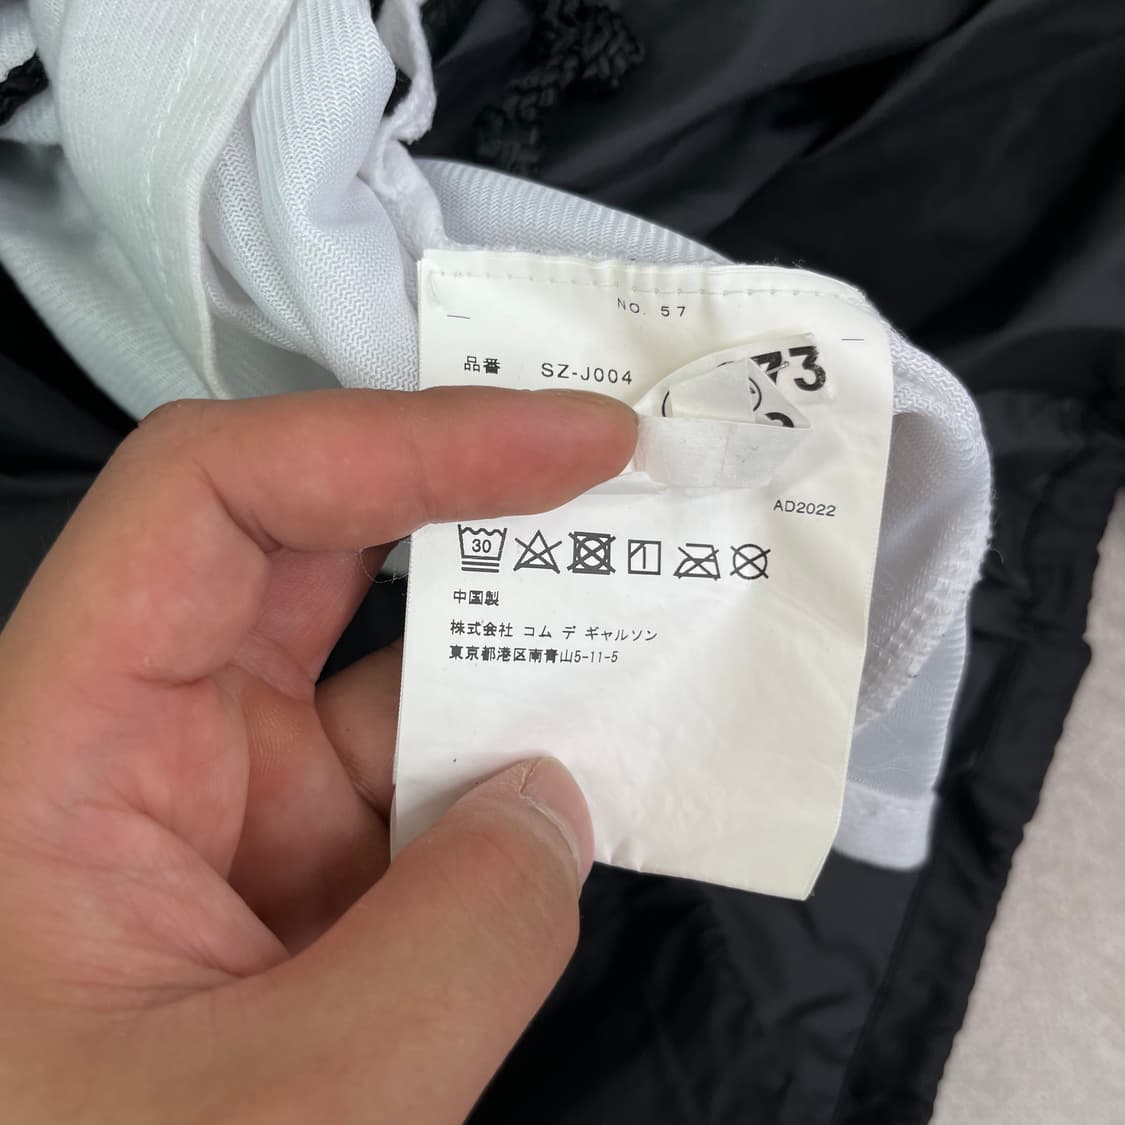 NO. 57
品番 SZ-J004
73
AD2022
30
中国製
株式会社 コム デ ギャルソン
東京都港区南青山5-11-5